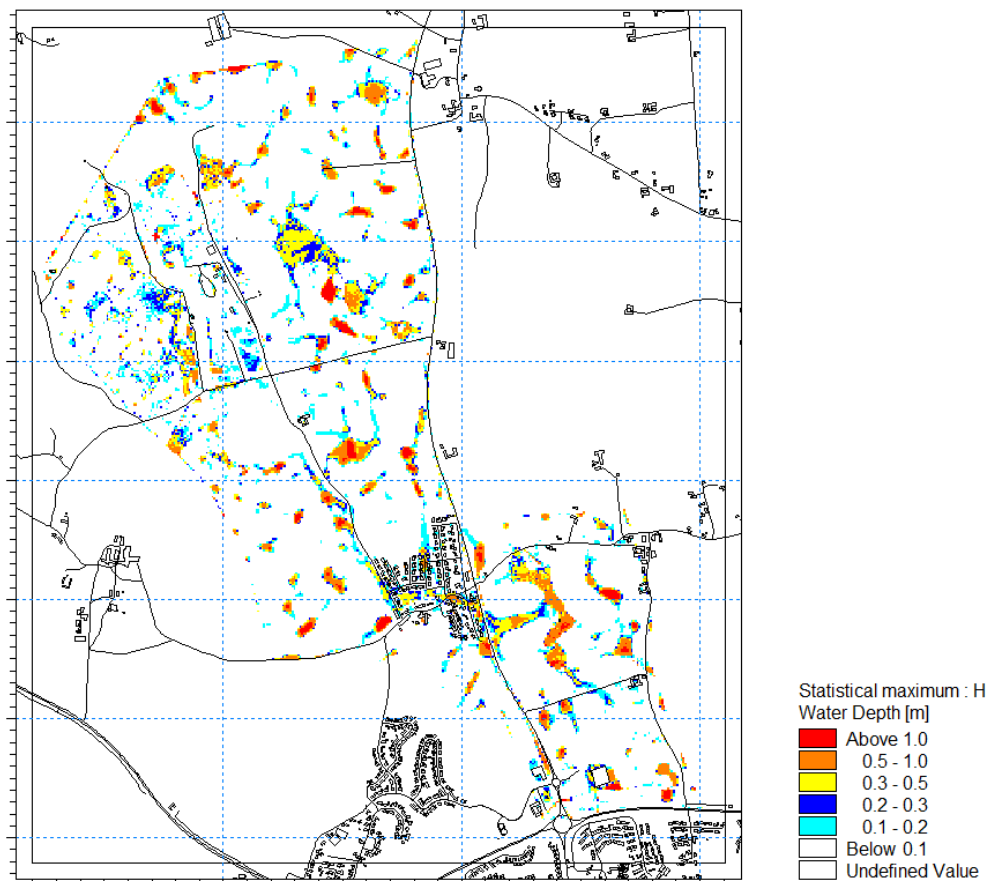 Statistical maximum : H
Water Depth [m]
Above 1.0
0.5 - 1.0
0.3 - 0.5
0.2 - 0.3
0.1 - 0.2
Below 0.1
Undefined Value